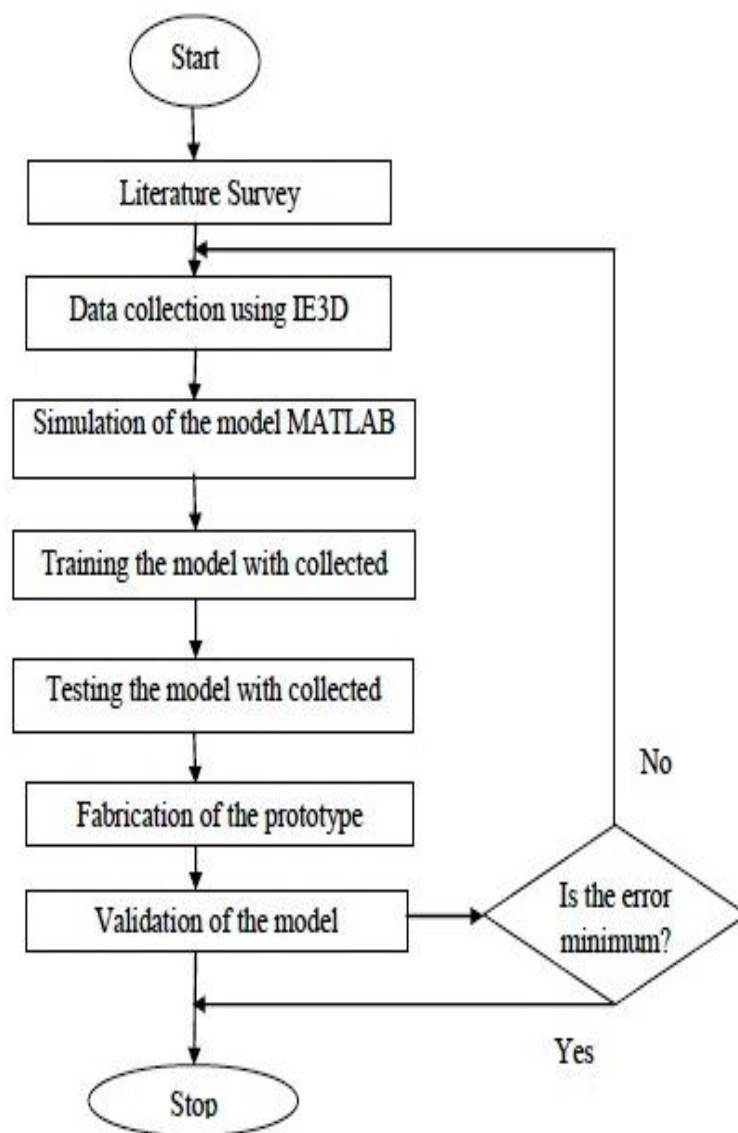 Start
Literature Survey
Data collection using IE3D
Simulation of the model MATLAB
Training the model with collected
Testing the model with collected
Fabrication of the prototype
Validation of the model
Is the error
minimum?
No
Yes
Stop